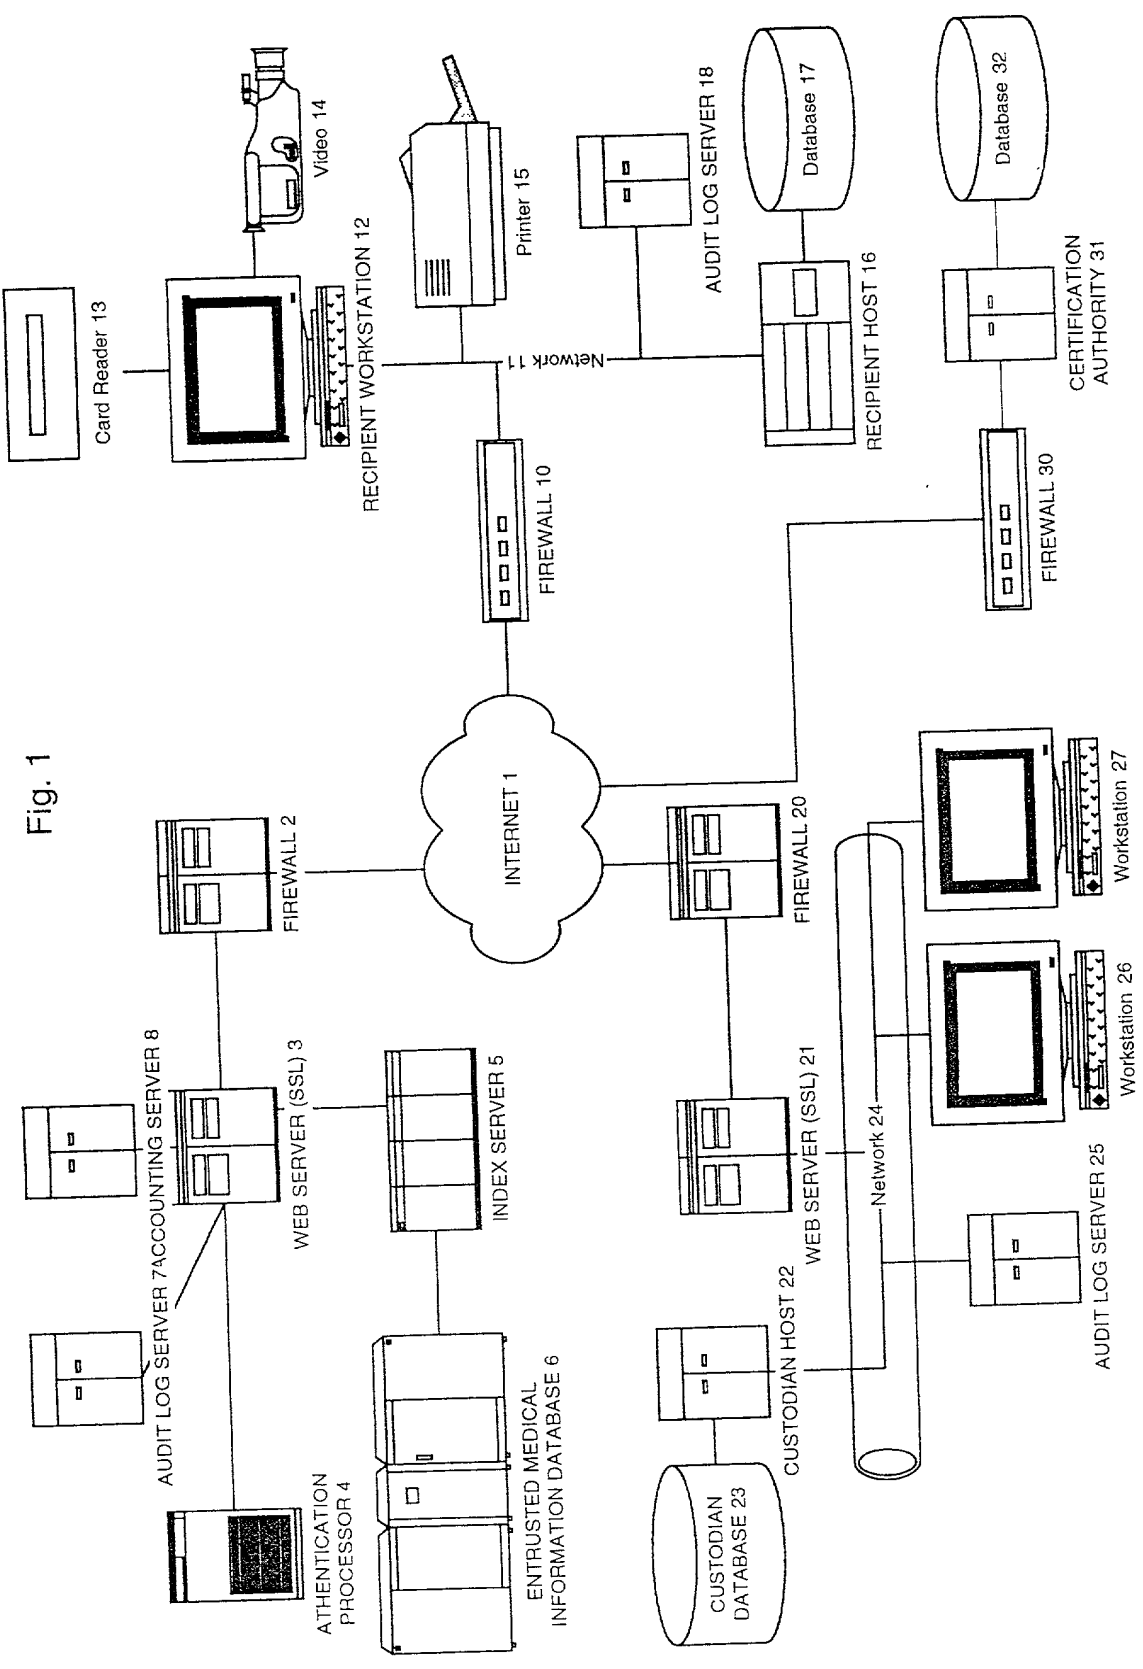 Fig. 1
AUDIT LOG SERVER 7
ACCOUNTING SERVER 8
ATHENTICATION
PROCESSOR 4
WEB SERVER (SSL) 3
FIREWALL 2
INDEX SERVER 5
ENTRUSTED MEDICAL
INFORMATION DATABASE 6
INTERNET 1
Card Reader 13
Video 14
RECIPIENT WORKSTATION 12
Printer 15
Network 11
FIREWALL 10
AUDIT LOG SERVER 18
Database 17
RECIPIENT HOST 16
CUSTODIAN
DATABASE 23
CUSTODIAN HOST 22
WEB SERVER (SSL) 21
FIREWALL 20
Network 24
AUDIT LOG SERVER 25
Workstation 26
Workstation 27
FIREWALL 30
CERTIFICATION
AUTHORITY 31
Database 32